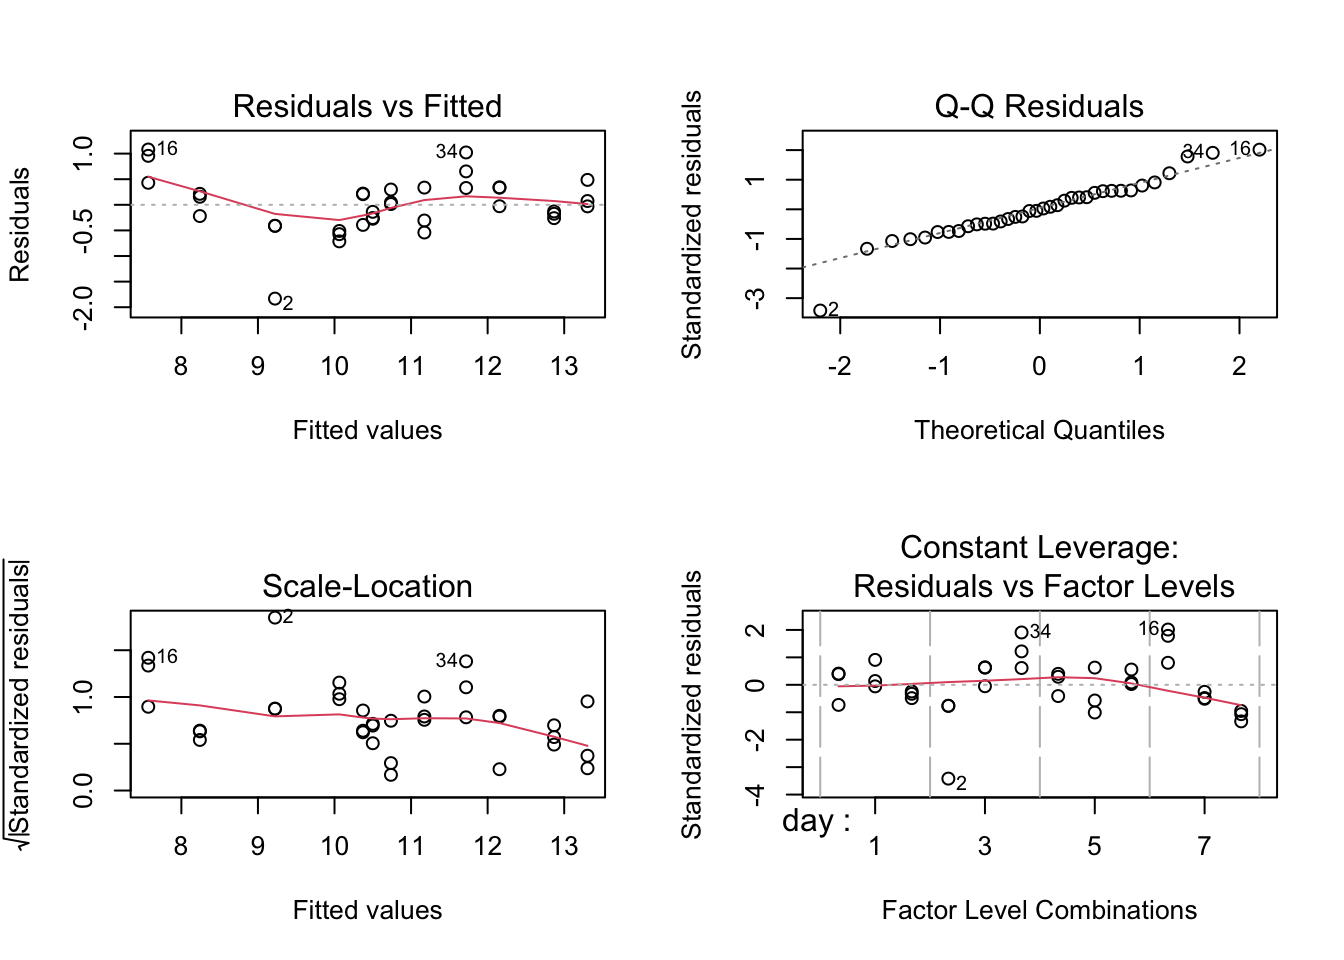 Residuals vs Fitted
Residuals
1.0
-0.5
-2.0
16
34
2
8 9 10 11 12 13
Fitted values
Q-Q Residuals
Standardized residuals
1
-1
-3
34 16
2
-2 -1 0 1 2
Theoretical Quantiles
Scale-Location
√|Standardized residuals|
1.0
0.0
2
16
34
8 9 10 11 12 13
Fitted values
Constant Leverage:
Residuals vs Factor Levels
Standardized residuals
2
0
-2
-4
34 16
2
day :
1 3 5 7
Factor Level Combinations